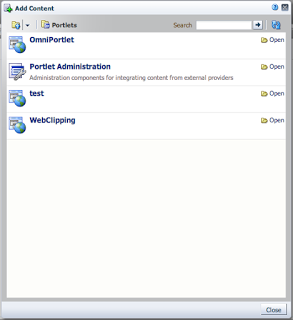 Add Content
Portlets
Search
OmniPortlet
Open
Portlet Administration
Open
Administration components for integrating content from external providers
test
Open
WebClipping
Open
Close